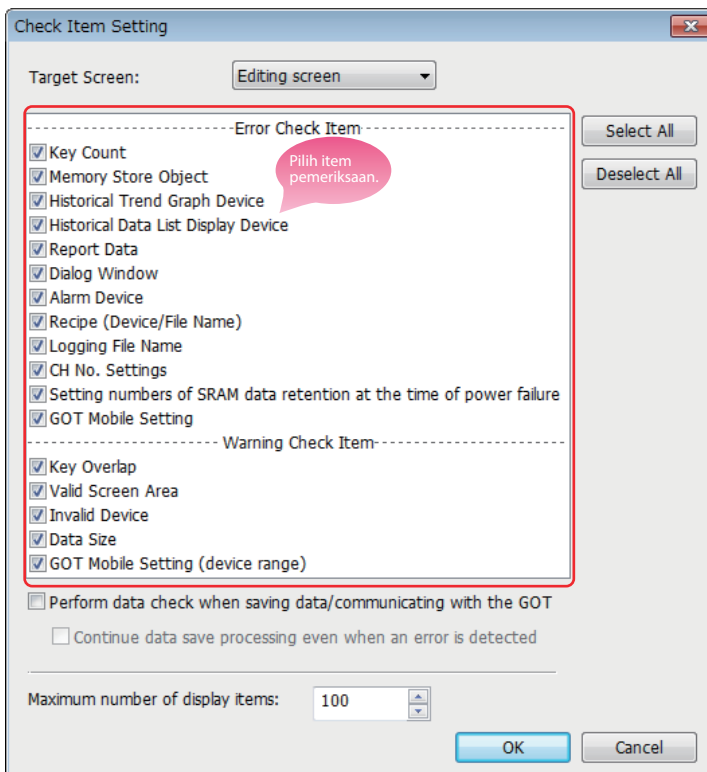 Check Item Setting
Target Screen:
Editing screen
Error Check Item
Select All
Key Count
Pilih item
pemeriksaan.
Memory Store Object
Deselect All
Historical Trend Graph Device
Historical Data List Display Device
Report Data
Dialog Window
Alarm Device
Recipe (Device/File Name)
Logging File Name
CH No. Settings
Setting numbers of SRAM data retention at the time of power failure
GOT Mobile Setting
Warning Check Item
Key Overlap
Valid Screen Area
Invalid Device
Data Size
GOT Mobile Setting (device range)
Perform data check when saving data/communicating with the GOT
Continue data save processing even when an error is detected
Maximum number of display items:
100
OK
Cancel